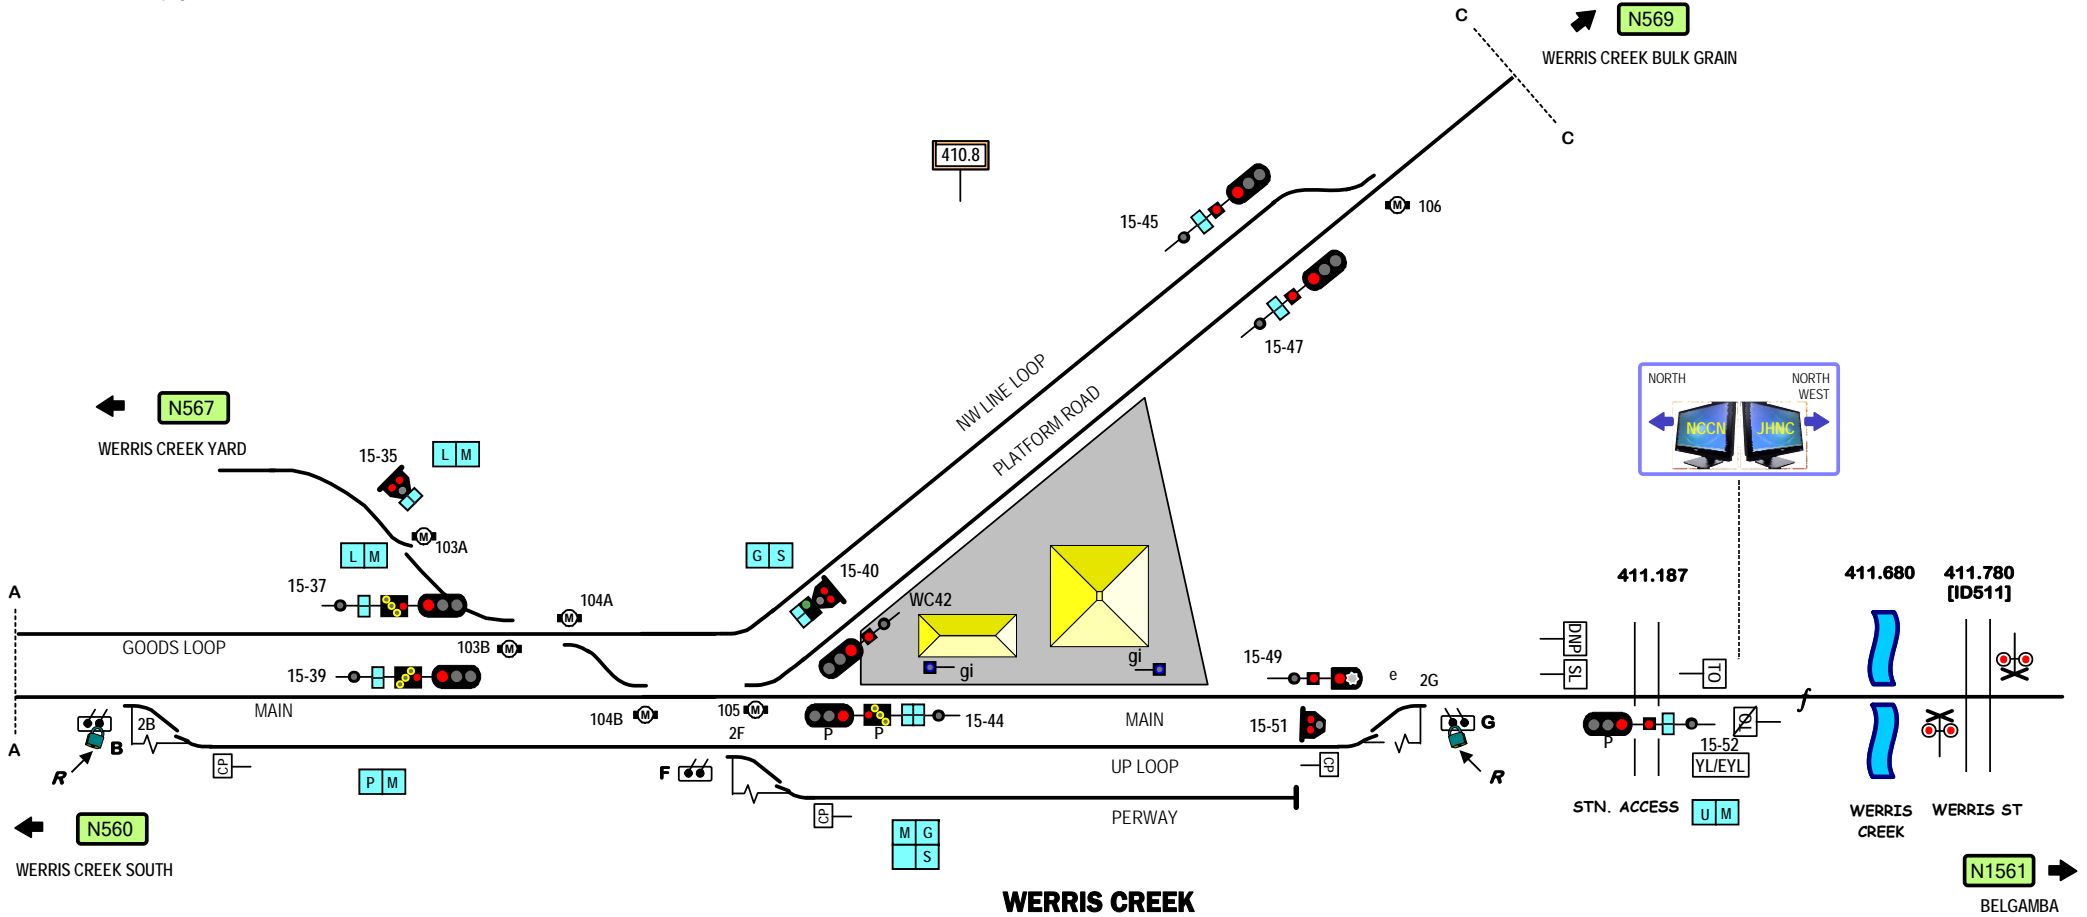 C
N569
WERRIS CREEK BULK GRAIN
C
410.8
15-45
M 106
15-47
NW LINE LOOP
PLATFORM ROAD
NORTH
NORTH WEST
NCCN
JHNC
N567
WERRIS CREEK YARD
15-35
L M
M 103A
L M
15-37
G S
15-40
WC42
M 104A
A
GOODS LOOP
103B M
15-39
gi
gi
15-49
e
2G
411.187
411.680
411.780
[ID511]
DNP
SL
TO
MAIN
104B M
105 M
2F
P
P
15-44
MAIN
15-51
G
R
P
15-52
YL/EYL
OL
A
2B
B
R
CP
F
UP LOOP
CP
P M
CP
PERWAY
M G
S
STN. ACCESS
U M
WERRIS
CREEK
WERRIS ST
N560
WERRIS CREEK SOUTH
N1561
BELGAMBA
WERRIS CREEK